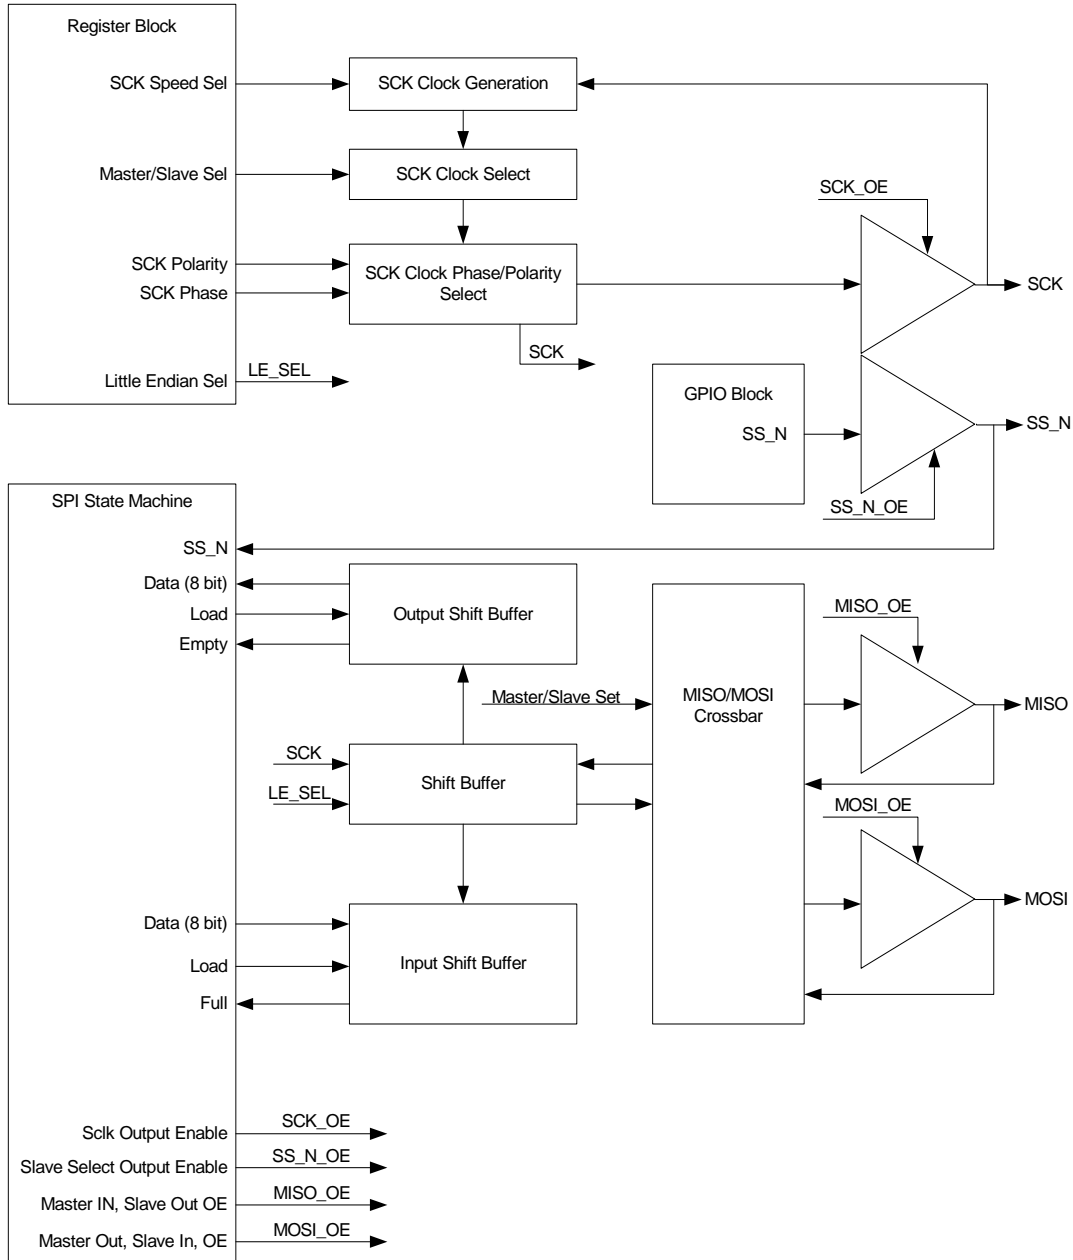 Register Block
SCK Speed Sel
SCK Clock Generation
Master/Slave Sel
SCK Clock Select
SCK_OE
SCK Polarity
SCK Phase
SCK Clock Phase/Polarity
Select
SCK
SCK
Little Endian Sel
LE_SEL
GPIO Block
SS_N
SS_N
SS_N_OE
SPI State Machine
SS_N
Data (8 bit)
Load
Empty
Output Shift Buffer
MISO_OE
Master/Slave Set
MISO/MOSI
Crossbar
MISO
SCK
LE_SEL
Shift Buffer
MOSI_OE
MOSI
Data (8 bit)
Load
Full
Input Shift Buffer
Sclk Output Enable
SCK_OE
Slave Select Output Enable
SS_N_OE
Master IN, Slave Out OE
MISO_OE
Master Out, Slave In, OE
MOSI_OE